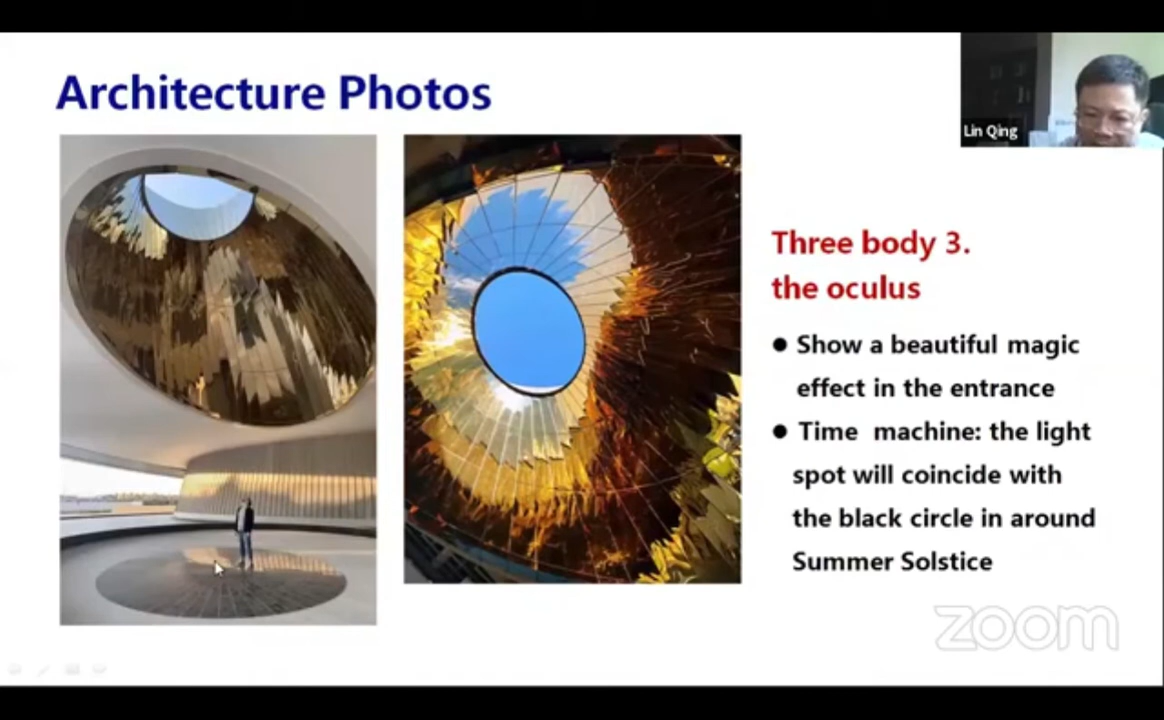 Architecture Photos
Lin Qing
Three body 3.
the oculus
● Show a beautiful magic
effect in the entrance
● Time machine: the light
spot will coincide with
the black circle in around
Summer Solstice
zoom